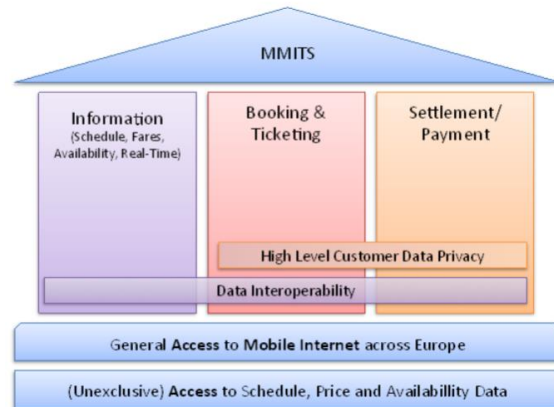 MMITS
Information
(Schedule, Fares,
Availability, Real-Time)
Booking &
Ticketing
Settlement/
Payment
High Level Customer Data Privacy
Data Interoperability
General Access to Mobile Internet across Europe
(Unexclusive) Access to Schedule, Price and Availabillity Data